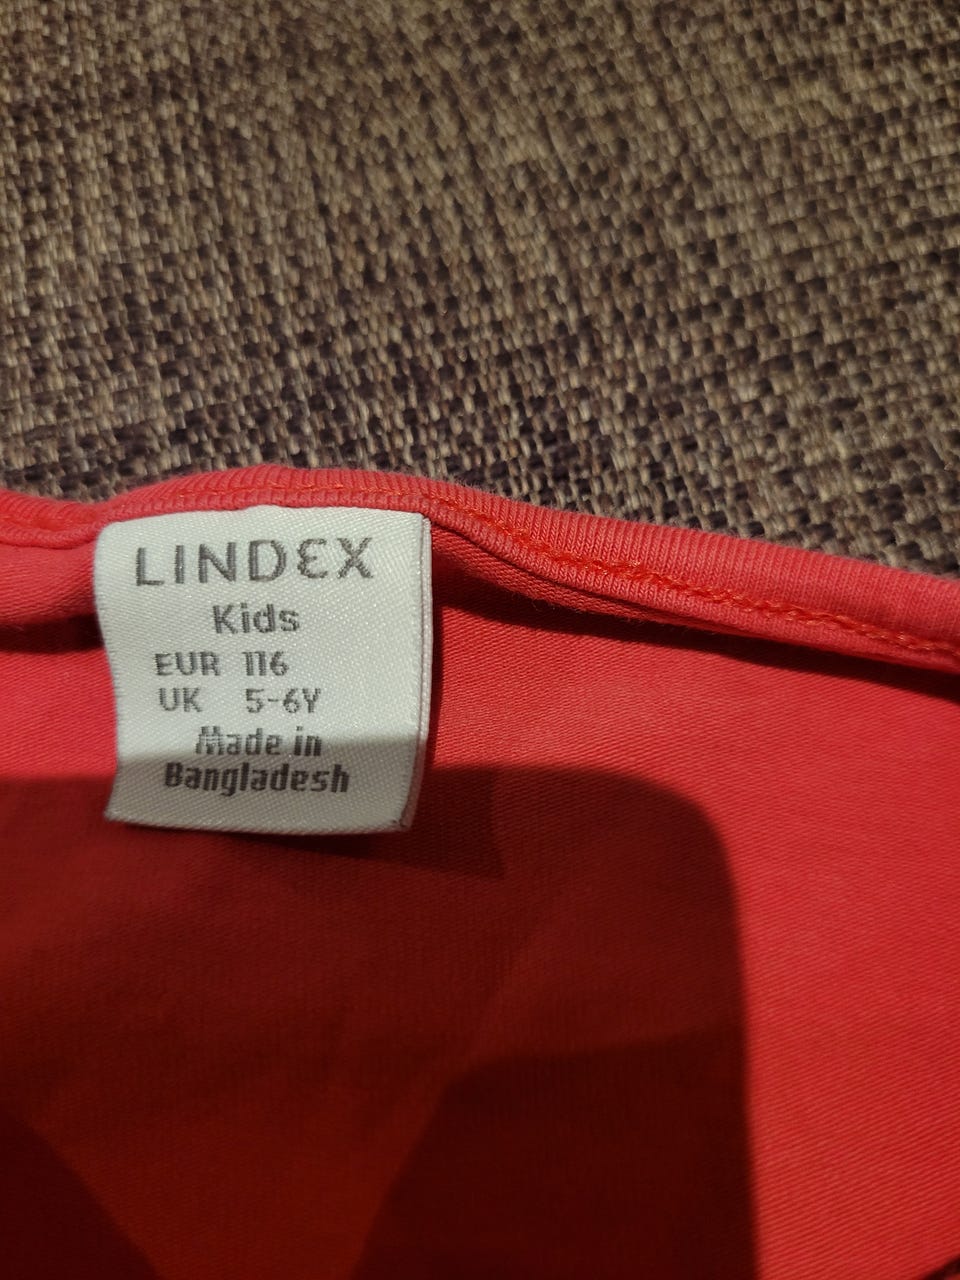 LINDEX
Kids
EUR 116
UK 5-6Y
Made in
Bangladesh